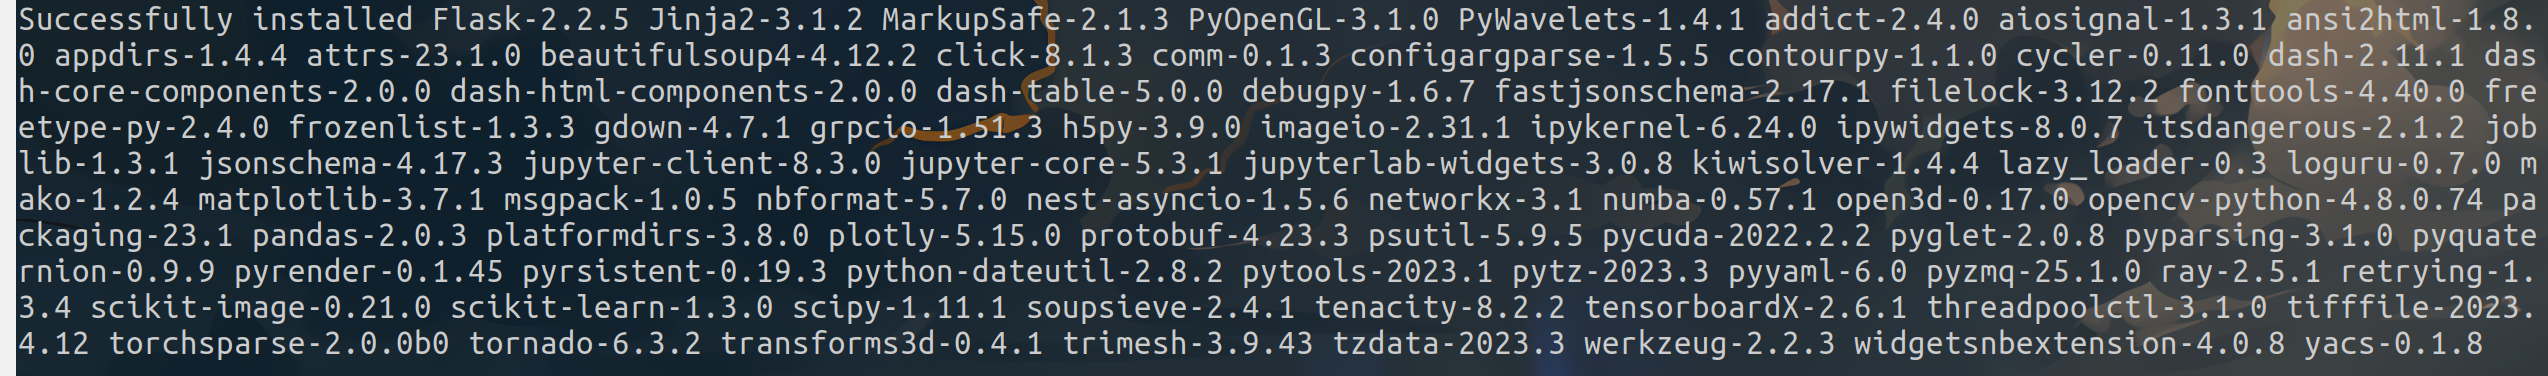 Successfully installed Flask-2.2.5 Jinja2-3.1.2 MarkupSafe-2.1.3 PyOpenGL-3.1.0 PyWavelets-1.4.1 addict-2.4.0 aiosignal-1.3.1 ansi2html-1.8.
0 appdirs-1.4.4 attrs-23.1.0 beautifulsoup4-4.12.2 click-8.1.3 comm-0.1.3 configargparse-1.5.5 contourpy-1.1.0 cycler-0.11.0 dash-2.11.1 das
h-core-components-2.0.0 dash-html-components-2.0.0 dash-table-5.0.0 debugpy-1.6.7 fastjsonschema-2.17.1 filelock-3.12.2 fonttools-4.40.0 fre
etype-py-2.4.0 frozenlist-1.3.3 gdown-4.7.1 grpcio-1.51.3 h5py-3.9.0 imageio-2.31.1 ipykernel-6.24.0 ipywidgets-8.0.7 itsdangerous-2.1.2 job
lib-1.3.1 jsonschema-4.17.3 jupyter-client-8.3.0 jupyter-core-5.3.1 jupyterlab-widgets-3.0.8 kiwisolver-1.4.4 lazy_loader-0.3 loguru-0.7.0 m
ako-1.2.4 matplotlib-3.7.1 msgpack-1.0.5 nbformat-5.7.0 nest-asyncio-1.5.6 networkx-3.1 numba-0.57.1 open3d-0.17.0 opencv-python-4.8.0.74 pa
ckaging-23.1 pandas-2.0.3 platformdirs-3.8.0 plotly-5.15.0 protobuf-4.23.3 psutil-5.9.5 pycuda-2022.2.2 pyglet-2.0.8 pyparsing-3.1.0 pyquate
rnion-0.9.9 pyrender-0.1.45 pyrsistent-0.19.3 python-dateutil-2.8.2 pytools-2023.1 pytz-2023.3 pyyaml-6.0 pyzmq-25.1.0 ray-2.5.1 retrying-1.
3.4 scikit-image-0.21.0 scikit-learn-1.3.0 scipy-1.11.1 soupsieve-2.4.1 tenacity-8.2.2 tensorboardX-2.6.1 threadpoolctl-3.1.0 tifffile-2023.
4.12 torchsparse-2.0.0b0 tornado-6.3.2 transforms3d-0.4.1 trimesh-3.9.43 tzdata-2023.3 werkzeug-2.2.3 widgetsnbextension-4.0.8 yacs-0.1.8